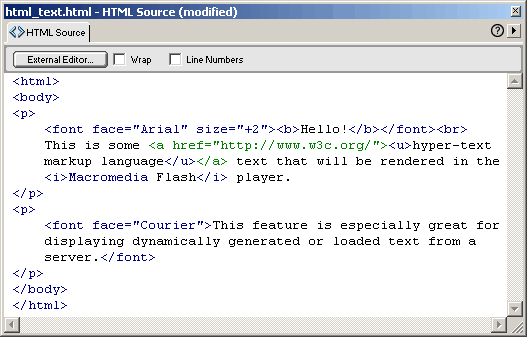 html_text.html - HTML Source (modified)
HTML Source
External Editor... Wrap Line Numbers
<html>
<body>
<p>
    <font face="Arial" size="+2"><b>Hello!</b></font><br>
    This is some <a href="http://www.w3c.org/"><u>hyper-text
    markup language</u></a> text that will be rendered in the
    <i>Macromedia Flash</i> player.
</p>
<p>
    <font face="Courier">This feature is especially great for
    displaying dynamically generated or loaded text from a
    server.</font>
</p>
</body>
</html>